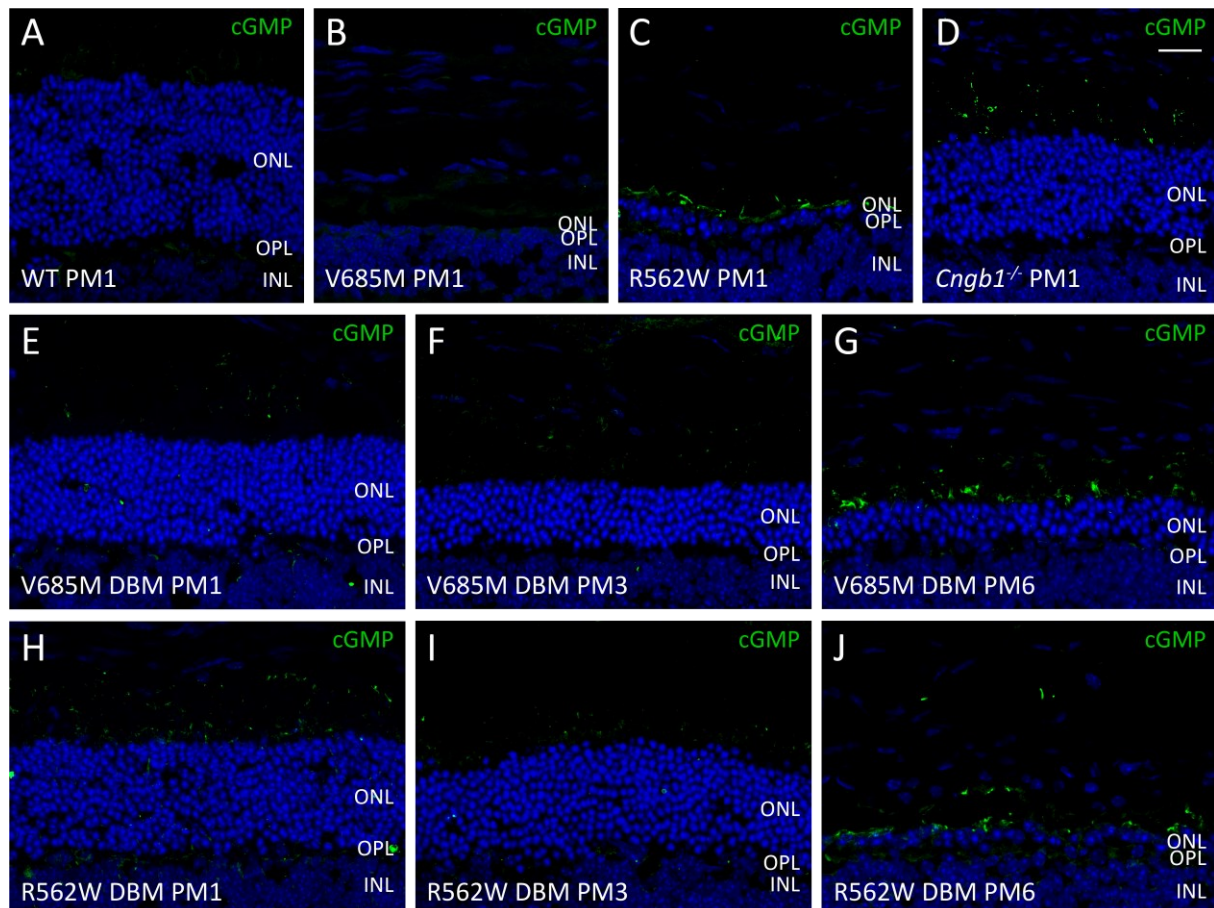 A
cGMP
ONL
OPL
INL
WT PM1
B
cGMP
ONL
OPL
INL
V685M PM1
C
cGMP
ONL
OPL
INL
R562W PM1
D
cGMP
ONL
OPL
INL
Cngb1-/- PM1
E
cGMP
ONL
OPL
INL
V685M DBM PM1
F
cGMP
ONL
OPL
INL
V685M DBM PM3
G
cGMP
ONL
OPL
INL
V685M DBM PM6
H
cGMP
ONL
OPL
INL
R562W DBM PM1
I
cGMP
ONL
OPL
INL
R562W DBM PM3
J
cGMP
ONL
OPL
INL
R562W DBM PM6